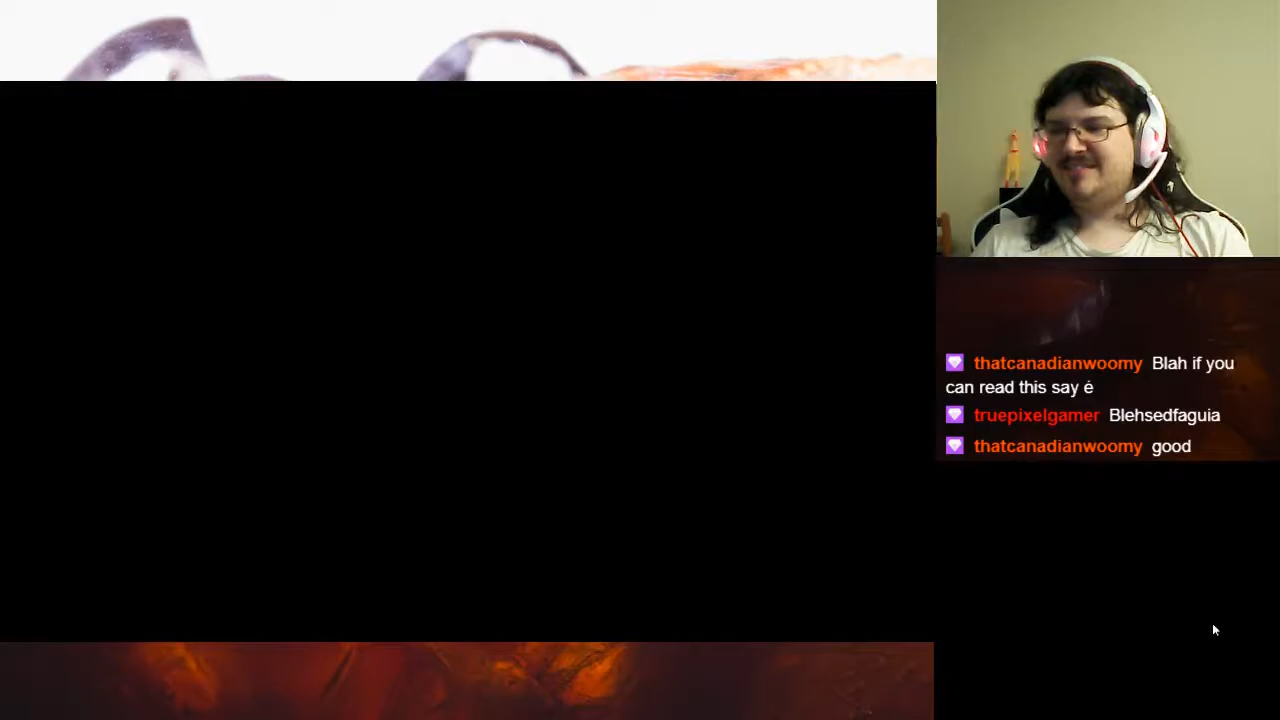 thatcanadianwoomy Blah if you
can read this say é
truepixelgamer Blehsedfaguia
thatcanadianwoomy good